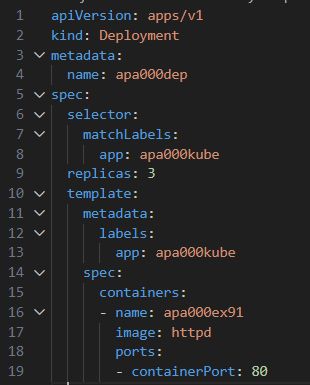 1 apiVersion: apps/v1
2 kind: Deployment
3 metadata:
4   name: apa000dep
5 spec:
6   selector:
7     matchLabels:
8       app: apa000kube
9   replicas: 3
10   template:
11     metadata:
12       labels:
13         app: apa000kube
14     spec:
15       containers:
16       - name: apa000ex91
17         image: httpd
18         ports:
19         - containerPort: 80